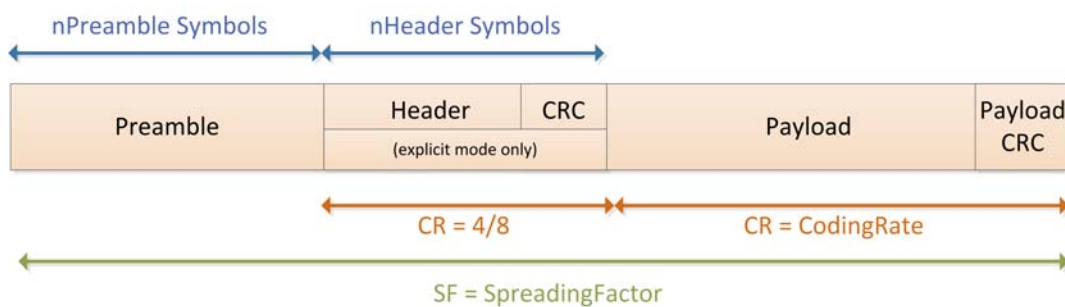 nPreamble Symbols
nHeader Symbols
Preamble
Header
CRC
(explicit mode only)
Payload
Payload
CRC
CR = 4/8
CR = CodingRate
SF = SpreadingFactor